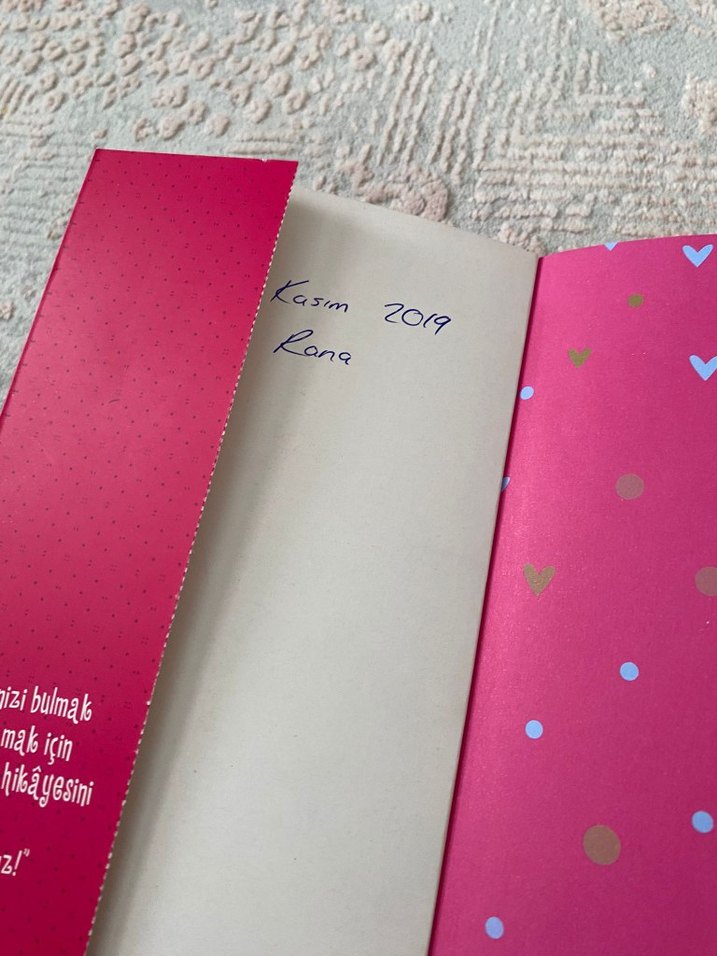 Kasım 2019
Rana
nizi bulmak
mak için
hikâyesini
z!"